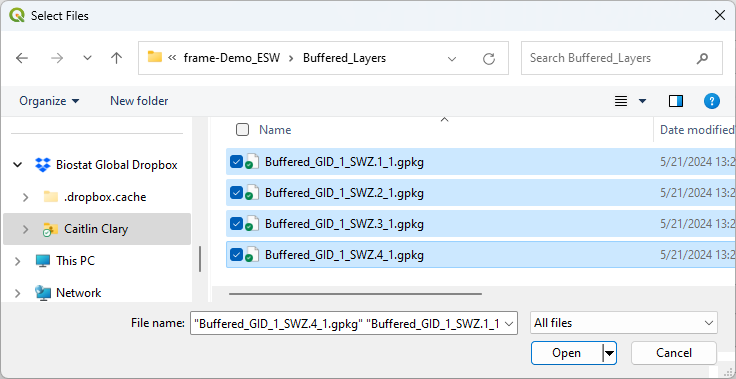 Select Files
« frame-Demo_ESW > Buffered_Layers
Search Buffered_Layers
Organize
New folder
Name
Date modified
Biostat Global Dropbox
.dropbox.cache
Caitlin Clary
This PC
Network
Buffered_GID_1_SWZ.1_1.gpkg 5/21/2024 13:2
Buffered_GID_1_SWZ.2_1.gpkg 5/21/2024 13:2
Buffered_GID_1_SWZ.3_1.gpkg 5/21/2024 13:2
Buffered_GID_1_SWZ.4_1.gpkg 5/21/2024 13:2
File name: "Buffered_GID_1_SWZ.4_1.gpkg" "Buffered_GID_1_SWZ.1_1
All files
Open
Cancel